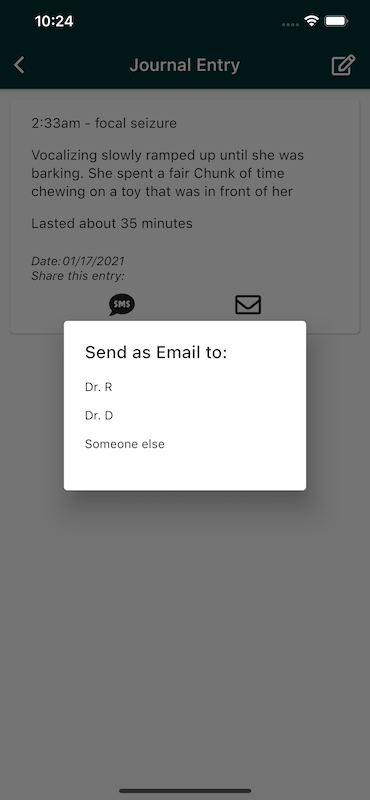 10:24
Journal Entry
2:33am - focal seizure
Vocalizing slowly ramped up until she was
barking. She spent a fair Chunk of time
chewing on a toy that was in front of her
Lasted about 35 minutes
Date: 01/17/2021
Share this entry:
SMS
Send as Email to:
Dr. R
Dr. D
Someone else